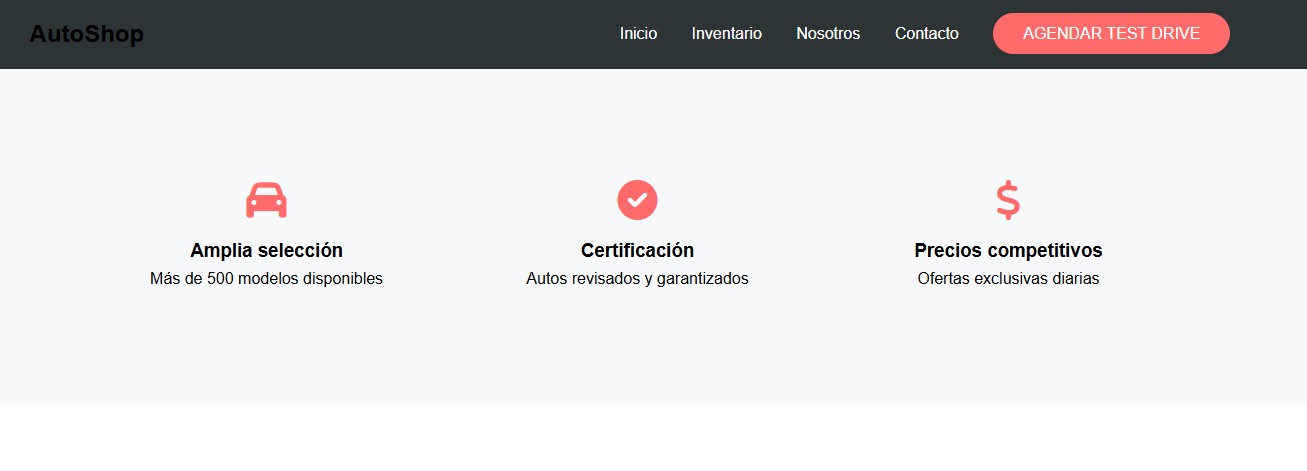 AutoShop
Inicio Inventario Nosotros Contacto AGENDAR TEST DRIVE
Amplia selección
Más de 500 modelos disponibles
Certificación
Autos revisados y garantizados
Precios competitivos
Ofertas exclusivas diarias